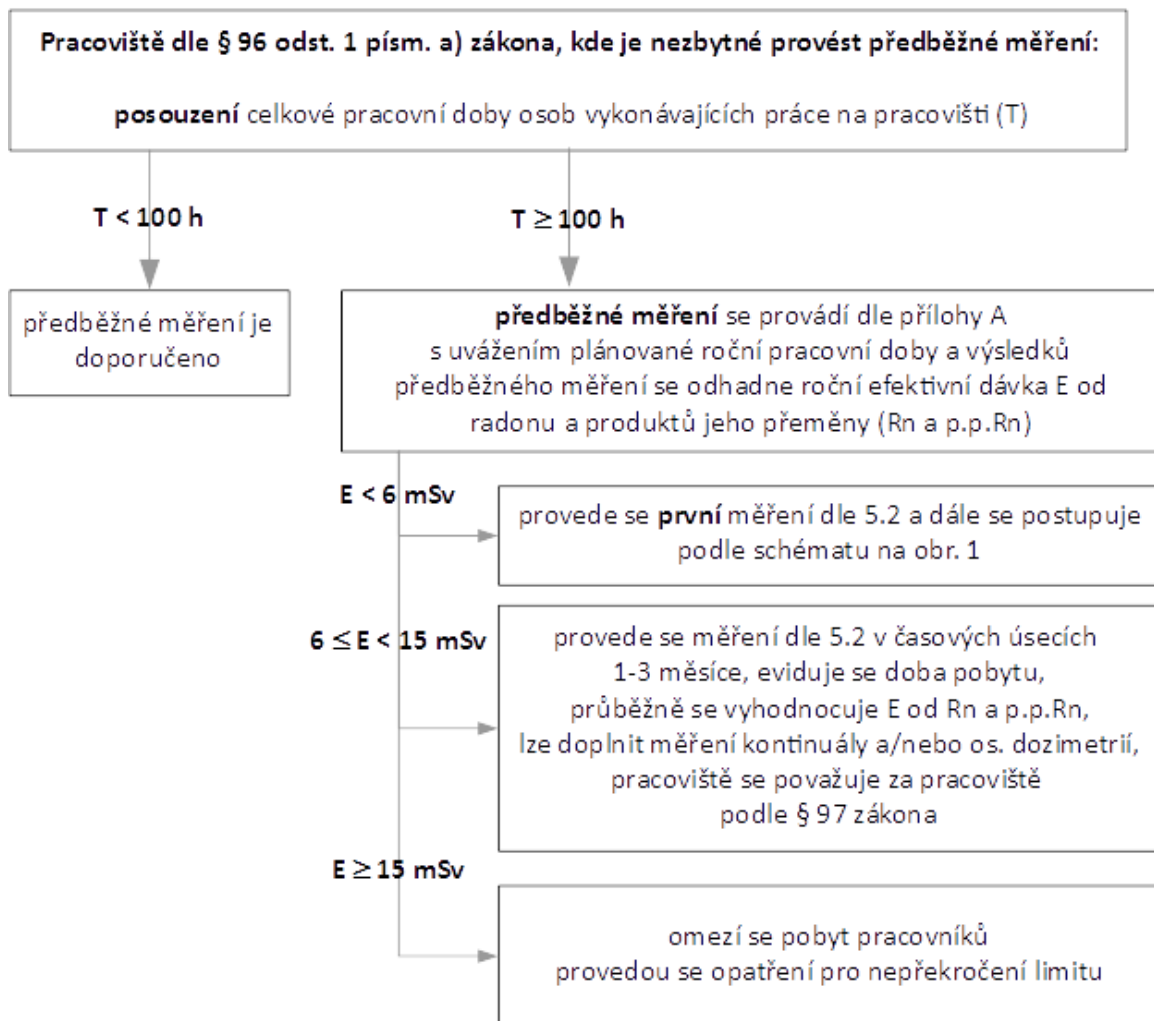 Pracoviště dle § 96 odst. 1 písm. a) zákona, kde je nezbytné provést předběžné měření:
posouzení celkové pracovní doby osob vykonávajících práce na pracovišti (T)
T < 100 h
T ≥ 100 h
předběžné měření je
doporučeno
předběžné měření se provádí dle přílohy A
s uvážením plánované roční pracovní doby a výsledků
předběžného měření se odhadne roční efektivní dávka E od
radonu a produktů jeho přeměny (Rn a p.p.Rn)
E < 6 mSv
provede se první měření dle 5.2 a dále se postupuje
podle schématu na obr. 1
6 ≤ E < 15 mSv
provede se měření dle 5.2 v časových úsecích
1-3 měsíce, eviduje se doba pobytu,
průběžně se vyhodnocuje E od Rn a p.p.Rn,
lze doplnit měření kontinuály a/nebo os. dozimetrií,
pracoviště se považuje za pracoviště
podle § 97 zákona
E ≥ 15 mSv
omezí se pobyt pracovníků
provedou se opatření pro nepřekročení limitu